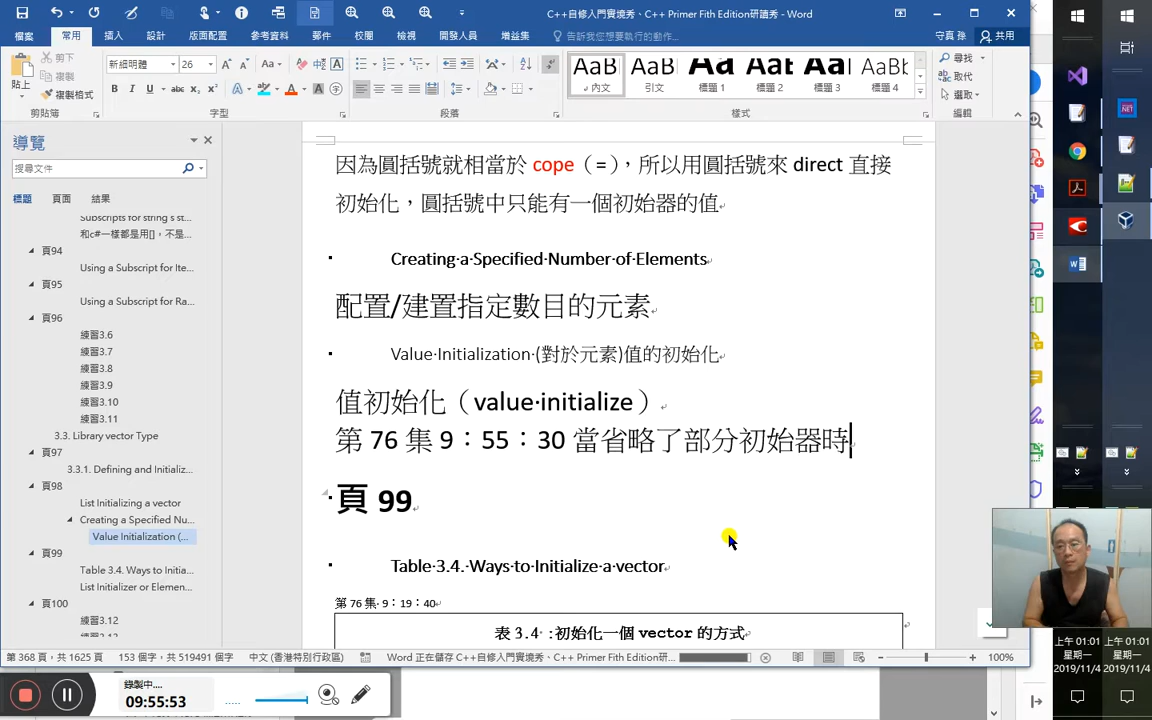 C++自修入門實境秀、C++ Primer Fith Edition研讀秀 - Word
檔案 常用 插入 設計 版面配置 參考資料 郵件 校閱 檢視 開發人員 增益集 告訴我您想要執行的動作... 守真 孫 共用
貼上 剪下 複製 複製格式
新細明體 26
AaB AaBl Aa AaB AaB AaBb
內文 引文 標題 1 標題 2 標題 3 標題 4
尋找 取代 選取
剪貼簿 字型 段落 樣式 編輯
導覽
搜尋文件
標題 頁面 結果
Subscripts for string s st...
和c#一樣都是用[]，不是...
頁94
Using a Subscript for Ite...
頁95
Using a Subscript for Ra...
頁96
練習3.6
練習3.7
練習3.8
練習3.9
練習3.10
練習3.11
3.3. Library vector Type
頁97
3.3.1. Defining and Initializ...
頁98
List Initializing a vector
Creating a Specified Nu...
Value Initialization (...
頁99
Table 3.4. Ways to Initia...
List Initializer or Elemen...
頁100
練習3.12
因為圓括號就相當於 cope（=），所以用圓括號來 direct 直接
初始化，圓括號中只能有一個初始器的值
Creating·a·Specified·Number·of·Elements
配置/建置指定數目的元素
Value·Initialization·(對於元素)值的初始化
值初始化（value·initialize）
第 76 集 9：55：30 當省略了部分初始器時
頁 99
Table·3.4.·Ways·to·Initialize·a·vector
第 76 集· 9：19：40
表 3.4 :初始化一個 vector 的方式
第 368 頁，共 1625 頁 153 個字，共 519491 個字 中文 (香港特別行政區) Word 正在儲存 C++自修入門實境秀、C++ Primer Fith Edition研... 100%
錄製中...
09:55:53
上午 01:01
星期一
2019/11/4
上午 01:01
星期一
2019/11/4